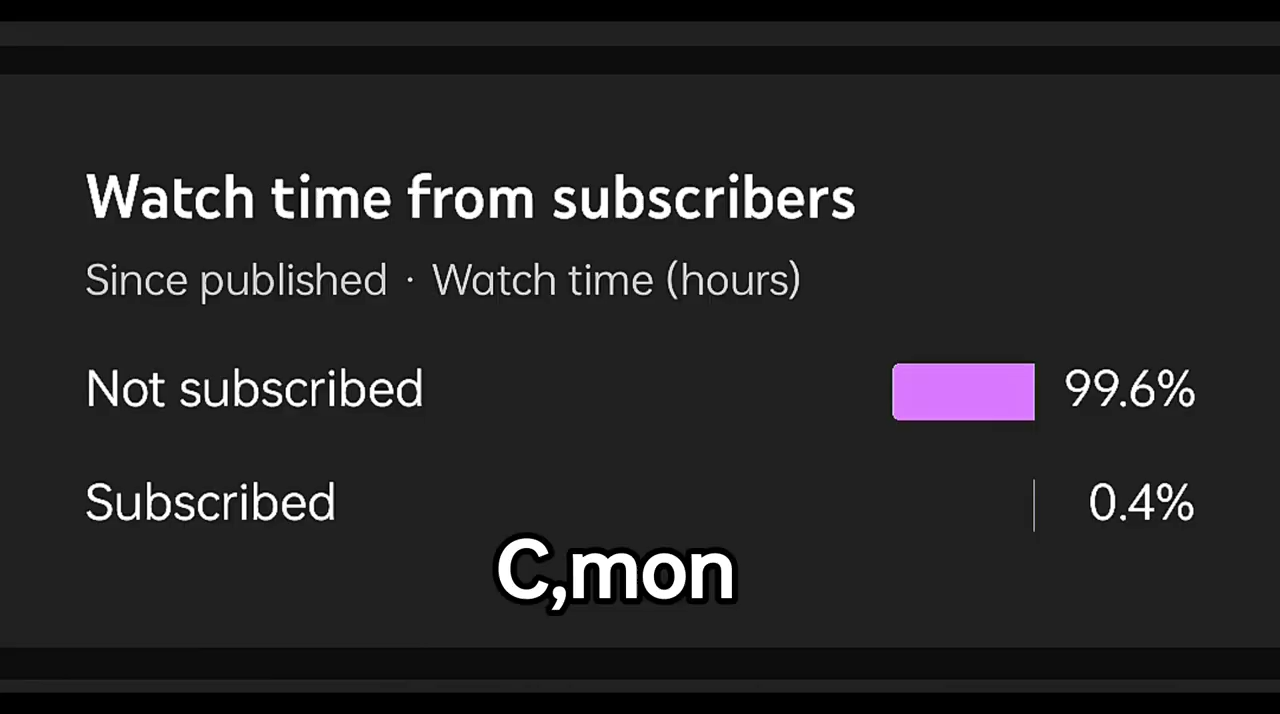 Watch time from subscribers
Since published · Watch time (hours)
Not subscribed 99.6%
Subscribed 0.4%
C,mon